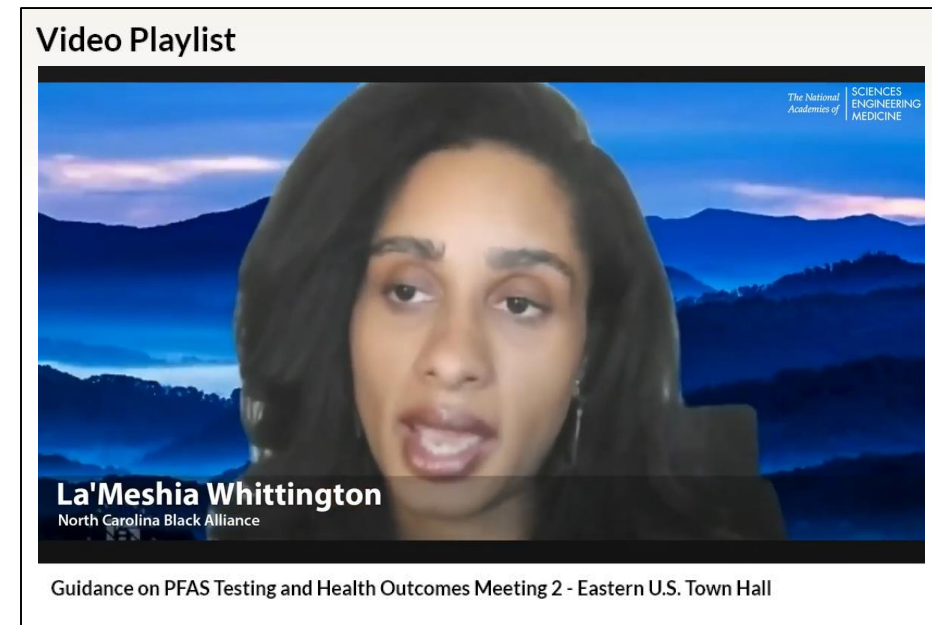 Video Playlist
The National
Academies of
SCIENCES
ENGINEERING
MEDICINE
La'Meshia Whittington
North Carolina Black Alliance
Guidance on PFAS Testing and Health Outcomes Meeting 2 - Eastern U.S. Town Hall